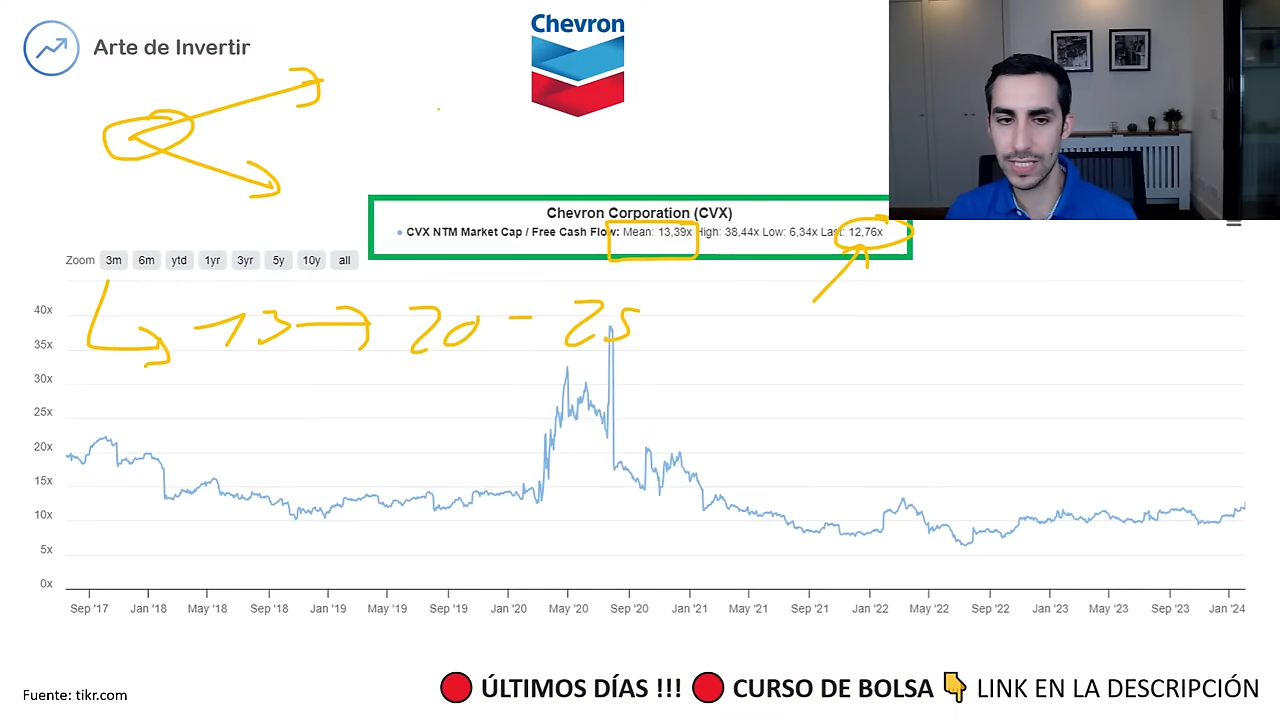 Arte de Invertir
Chevron
Chevron Corporation (CVX)
CVX NTM Market Cap / Free Cash Flow: Mean: 13,39x High: 38,44x Low: 6,34x Last: 12,76x
Zoom 3m 6m ytd 1yr 3yr 5y 10y all
13 → 20 - 25
40x
35x
30x
25x
20x
15x
10x
5x
0x
Sep '17 Jan '18 May '18 Sep '18 Jan '19 May '19 Sep '19 Jan '20 May '20 Sep '20 Jan '21 May '21 Sep '21 Jan '22 May '22 Sep '22 Jan '23 May '23 Sep '23 Jan '24
Fuente: tikr.com
🔴 ÚLTIMOS DÍAS !!! 🔴 CURSO DE BOLSA 👇 LINK EN LA DESCRIPCIÓN